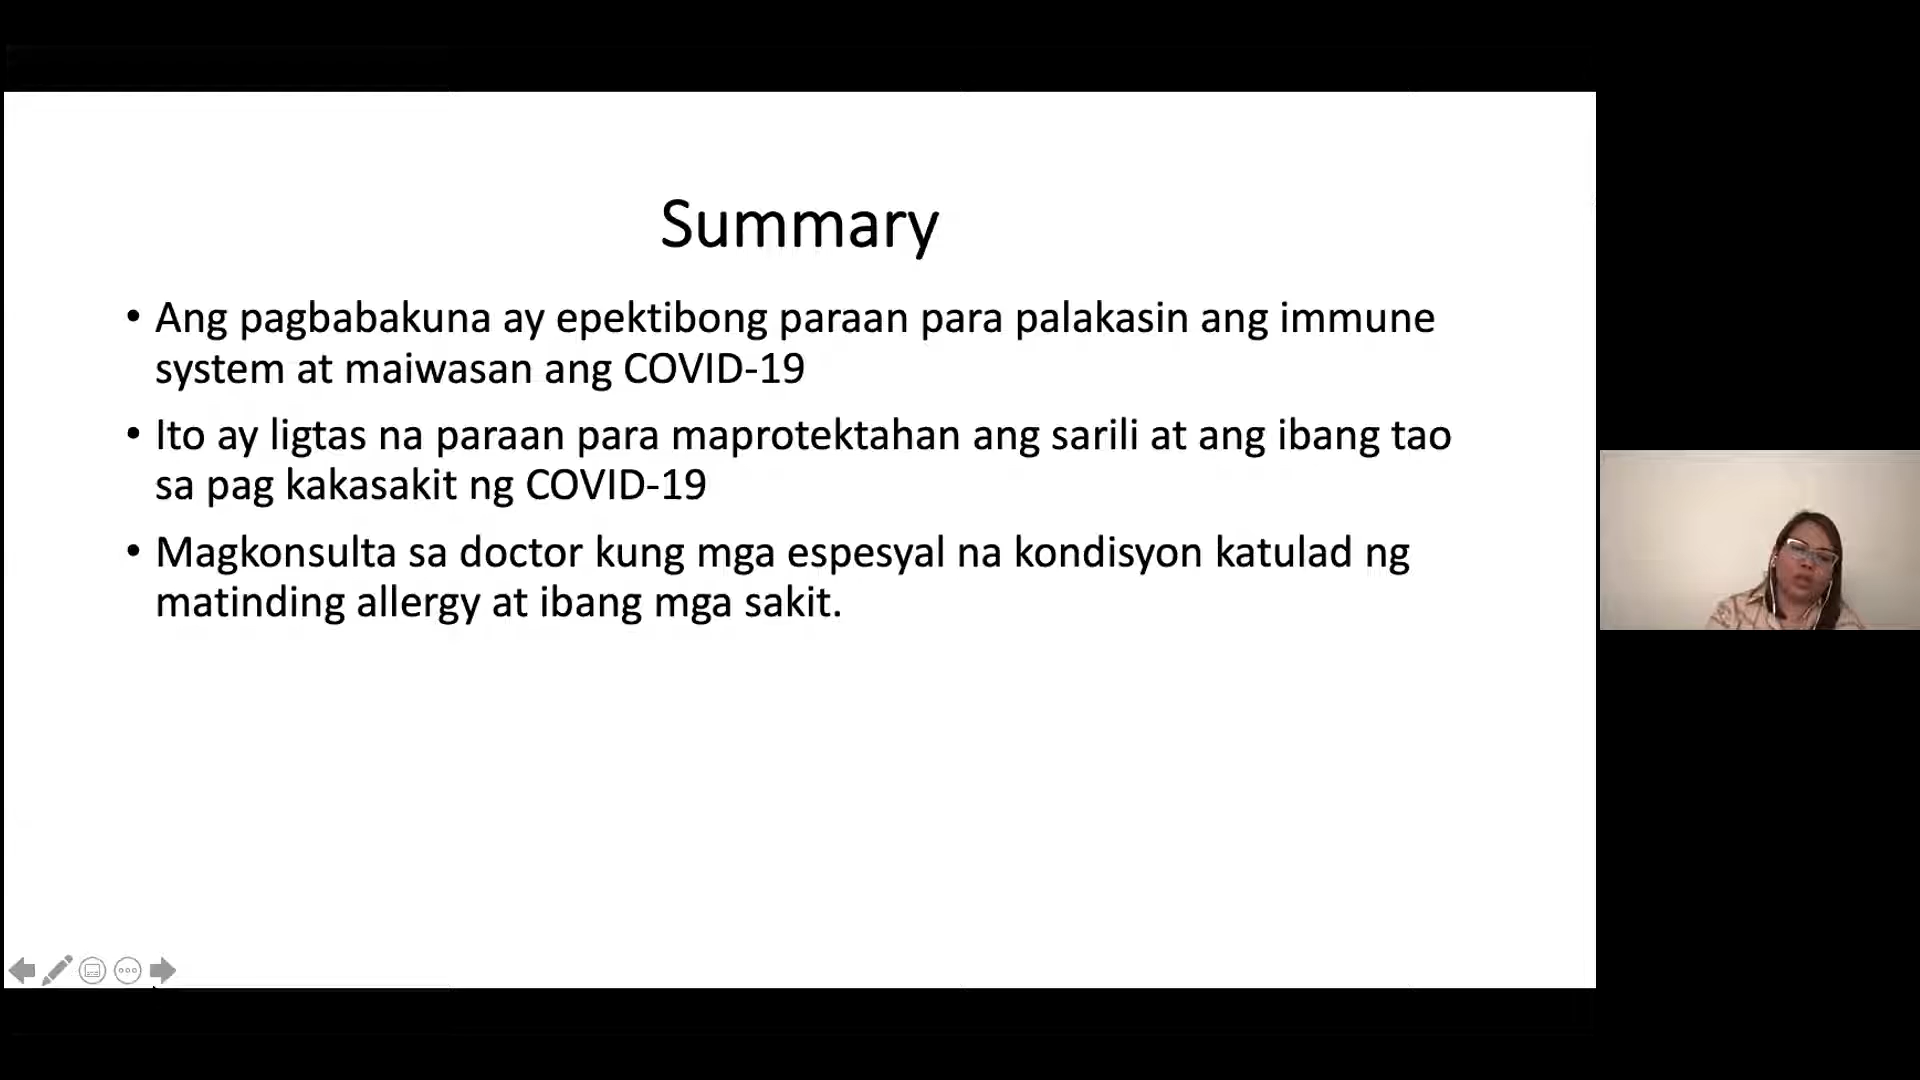 Summary
• Ang pagbabakuna ay epektibong paraan para palakasin ang immune
system at maiwasan ang COVID-19
• Ito ay ligtas na paraan para maprotektahan ang sarili at ang ibang tao
sa pag kakasakit ng COVID-19
• Magkonsulta sa doctor kung mga espesyal na kondisyon katulad ng
matinding allergy at ibang mga sakit.